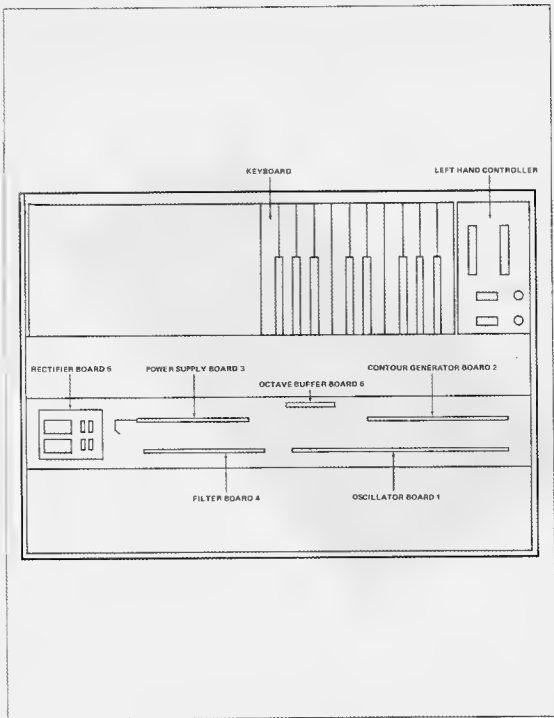 KEYBOARD
LEFT HAND CONTROLLER
RECTIFIER BOARD 5
POWER SUPPLY BOARD 3
CONTOUR GENERATOR BOARD 2
OCTAVE BUFFER BOARD 6
FILTER BOARD 4
OSCILLATOR BOARD 1